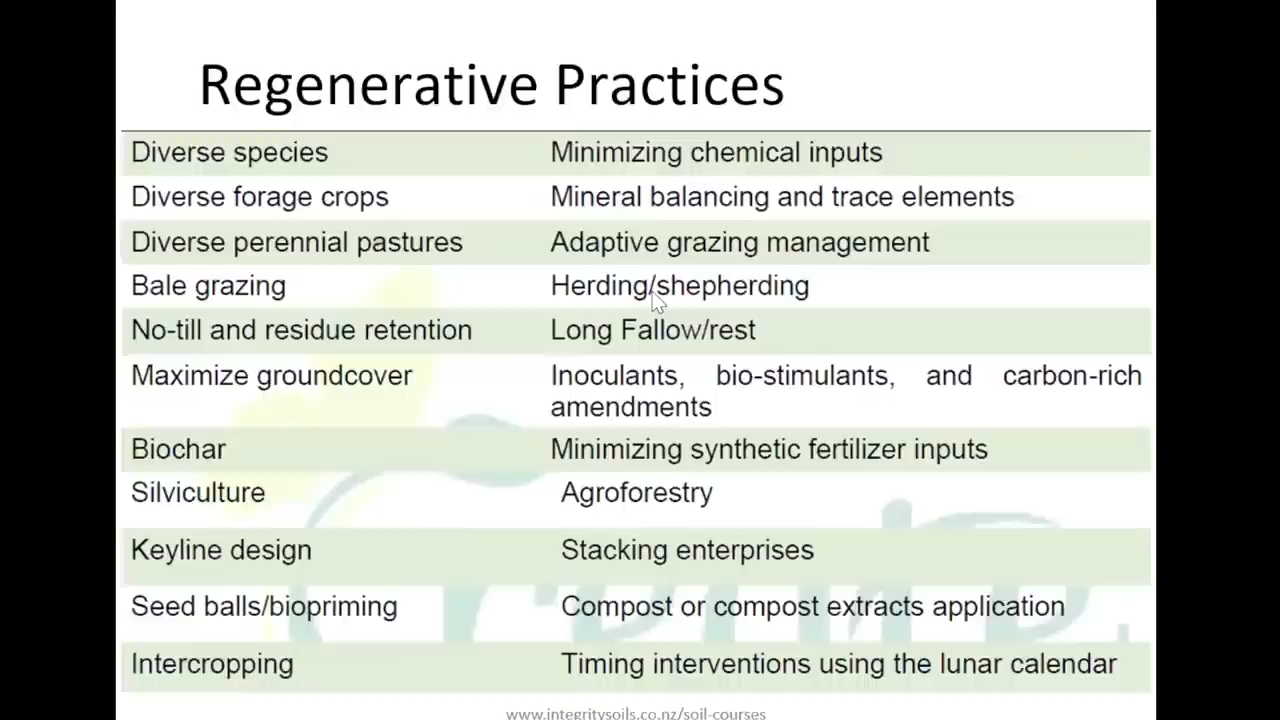 Regenerative Practices
Diverse species Minimizing chemical inputs
Diverse forage crops Mineral balancing and trace elements
Diverse perennial pastures Adaptive grazing management
Bale grazing Herding/shepherding
No-till and residue retention Long Fallow/rest
Maximize groundcover Inoculants, bio-stimulants, and carbon-rich
amendments
Biochar Minimizing synthetic fertilizer inputs
Silviculture Agroforestry
Keyline design Stacking enterprises
Seed balls/biopriming Compost or compost extracts application
Intercropping Timing interventions using the lunar calendar
www.integritysoils.co.nz/soil-courses